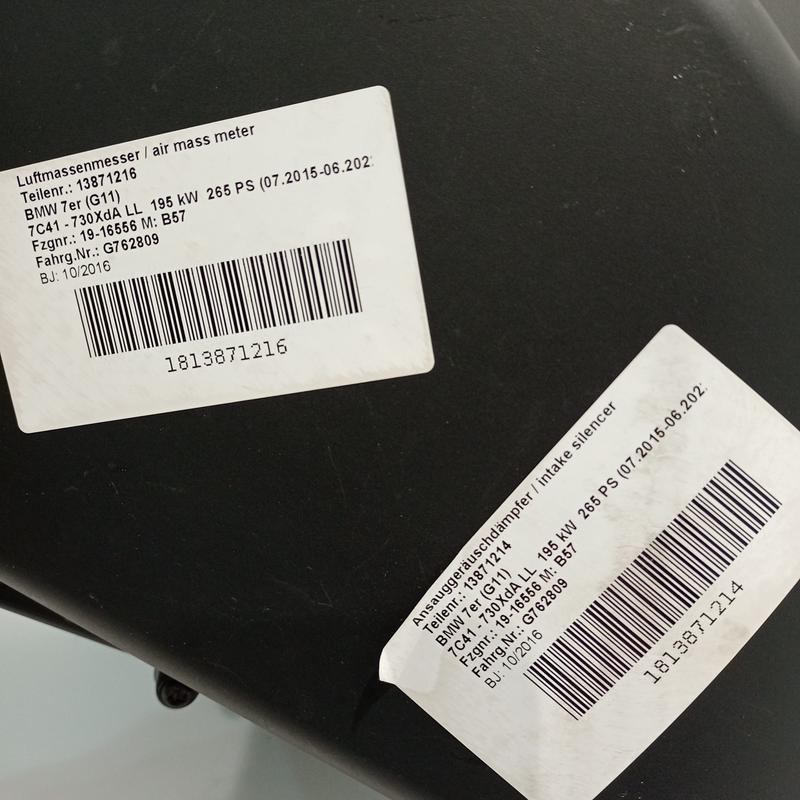 Luftmassenmesser / air mass meter
Teilenr.: 13871216
BMW 7er (G11)
7C41 - 730XdA LL 195 kW 265 PS (07.2015-06.202
Fzgnr.: 19-16556 M: B57
Fahrg.Nr.: G762809
BJ: 10/2016
1813871216
Ansauggeräuschdämpfer / intake silencer
Teilenr.: 13871214
BMW 7er (G11)
7C41 - 730XdA LL 195 kW 265 PS (07.2015-06.202
Fzgnr.: 19-16556 M: B57
Fahrg.Nr.: G762809
BJ: 10/2016
1813871214